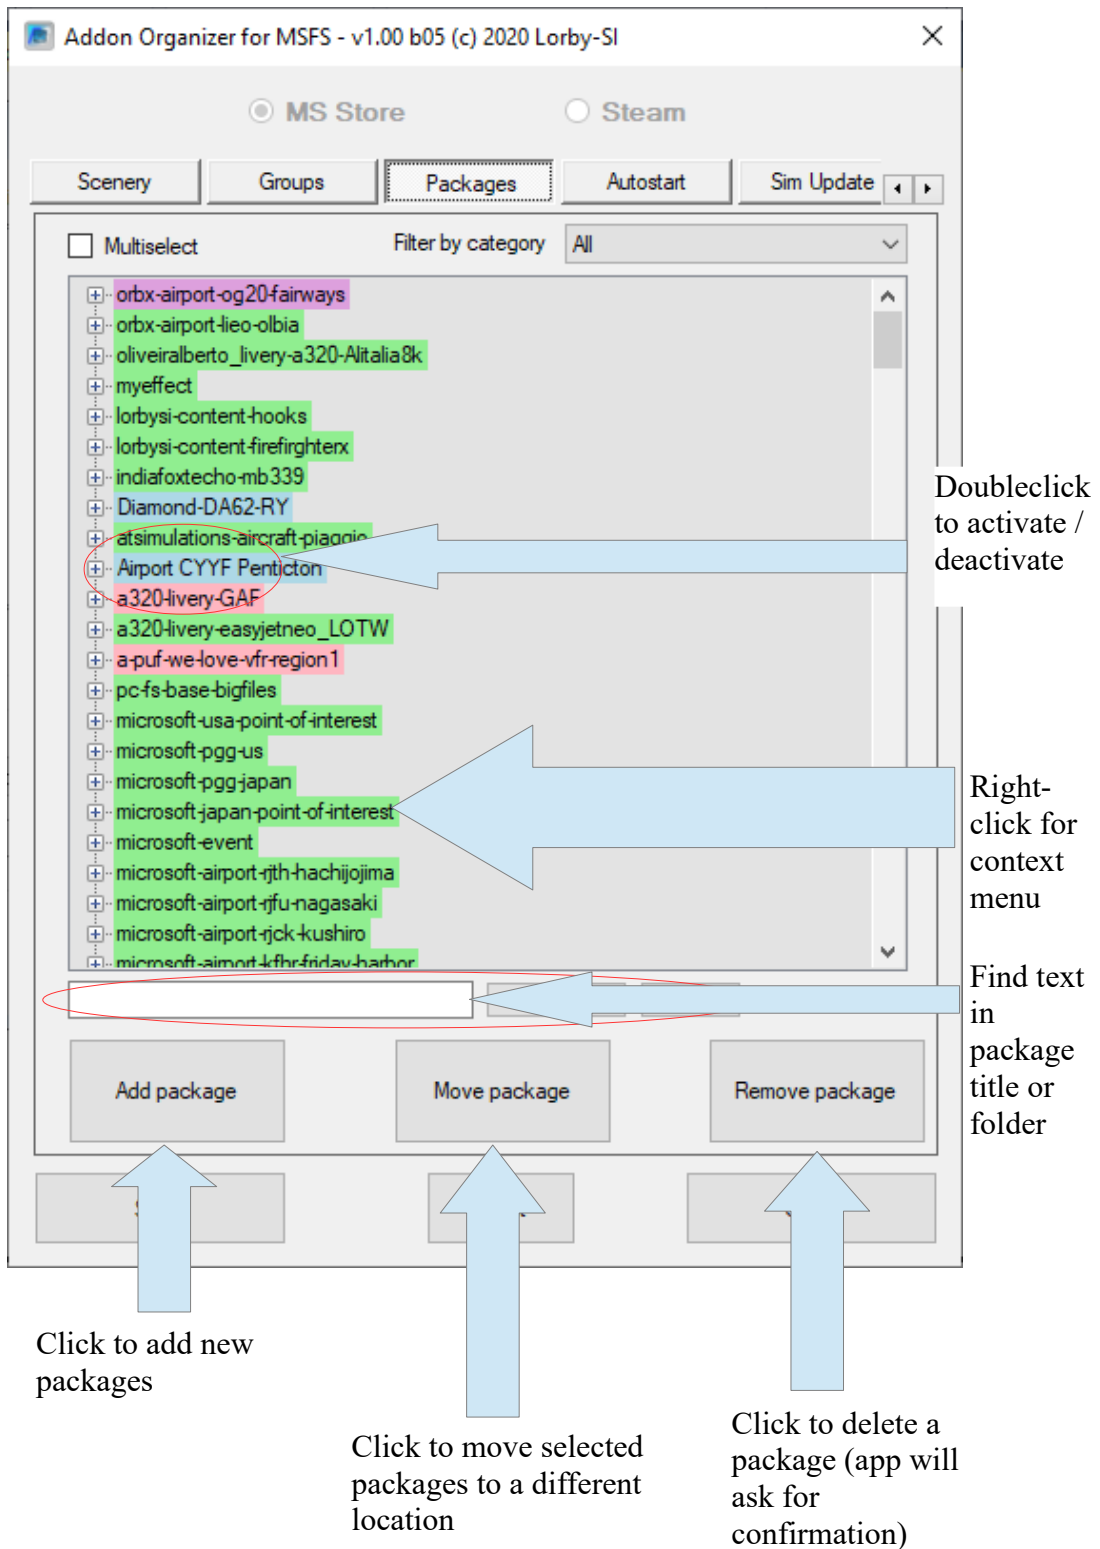 Addon Organizer for MSFS - v1.00 b05 (c) 2020 Lorby-SI
MS Store
Steam
Scenery
Groups
Packages
Autostart
Sim Update
Multiselect
Filter by category
All
orbx-airport-og20-fairways
orbx-airport-lieo-olbia
oliveiralberto_livery-a320-Alitalia8k
myeffect
lorbysi-content-hooks
lorbysi-content-firefirghterx
indiafoxtecho-mb339
Diamond-DA62-RY
atsimulations-aircraft-piaggio
Airport CYYF Penticton
a320-livery-GAF
a320-livery-easyjetneo_LOTW
a-puf-we-love-vfr-region1
pc-fs-base-bigfiles
microsoft-usa-point-of-interest
microsoft-pgg-us
microsoft-pgg-japan
microsoft-japan-point-of-interest
microsoft-event
microsoft-airport-rjth-hachijojima
microsoft-airport-rjfu-nagasaki
microsoft-airport-rjck-kushiro
microsoft-airport-kfhr-friday-harbor
Doubleclick
to activate /
deactivate
Right-
click for
context
menu
Find text
in
package
title or
folder
Add package
Move package
Remove package
Click to add new
packages
Click to move selected
packages to a different
location
Click to delete a
package (app will
ask for
confirmation)